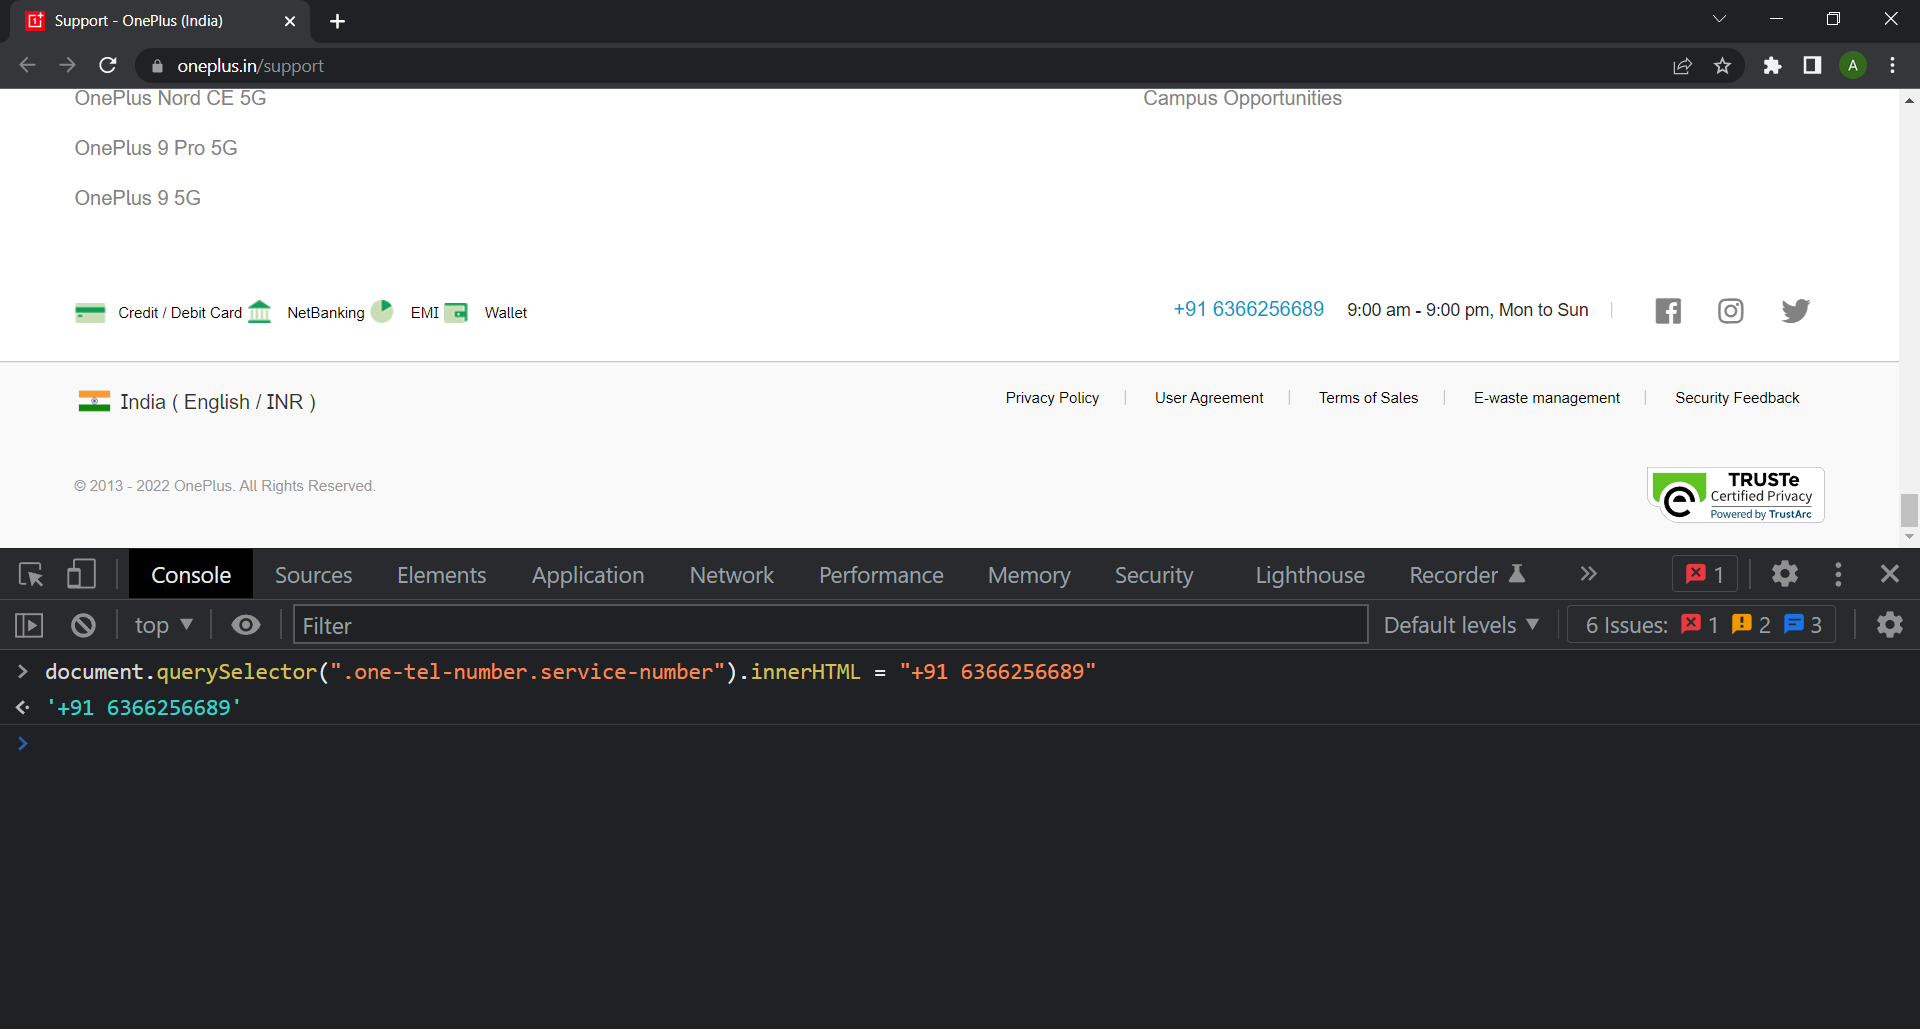 Support - OnePlus (India)
oneplus.in/support
A
OnePlus Nord CE 5G
Campus Opportunities
OnePlus 9 Pro 5G
OnePlus 9 5G
Credit / Debit Card NetBanking EMI Wallet
+91 6366256689 9:00 am - 9:00 pm, Mon to Sun
India ( English / INR )
Privacy Policy User Agreement Terms of Sales E-waste management Security Feedback
© 2013 - 2022 OnePlus. All Rights Reserved.
TRUSTe
Certified Privacy
Powered by TrustArc
Console Sources Elements Application Network Performance Memory Security Lighthouse Recorder 1
top Filter Default levels 6 Issues: 1 2 3
document.querySelector(".one-tel-number.service-number").innerHTML = "+91 6366256689"
'+91 6366256689'